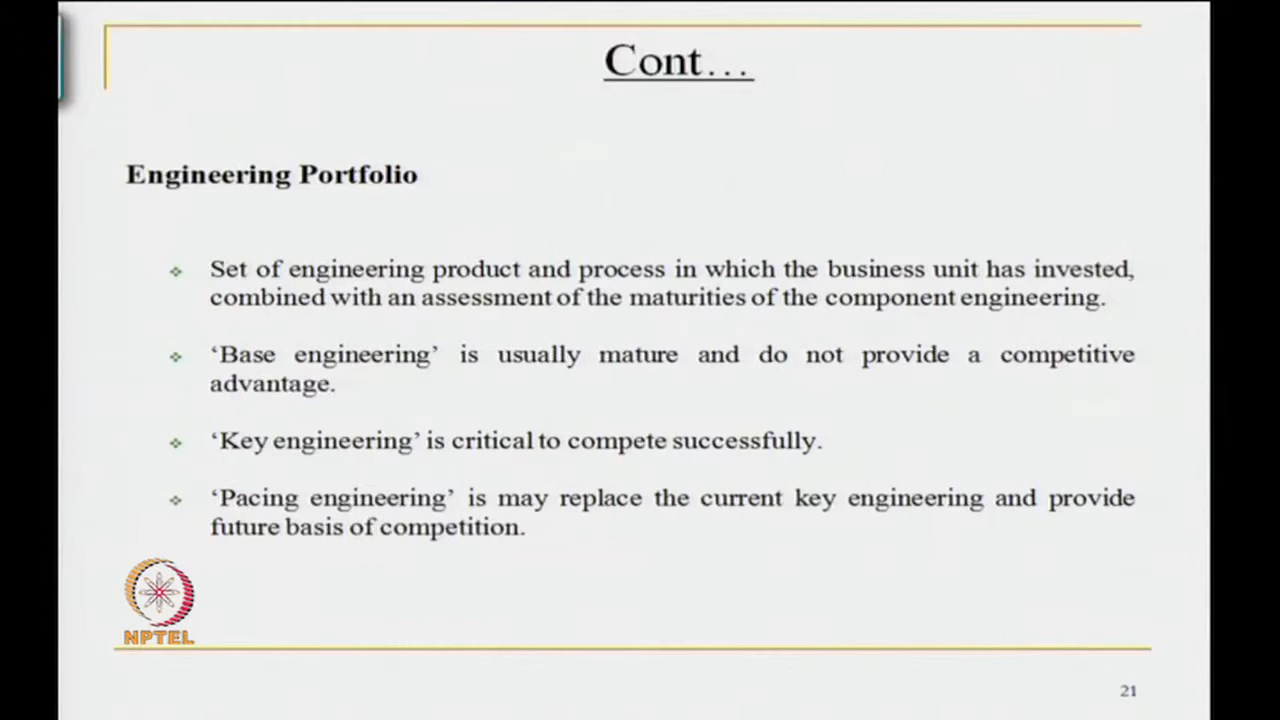 Cont...
Engineering Portfolio
Set of engineering product and process in which the business unit has invested,
combined with an assessment of the maturities of the component engineering.
‘Base engineering’ is usually mature and do not provide a competitive
advantage.
‘Key engineering’ is critical to compete successfully.
‘Pacing engineering’ is may replace the current key engineering and provide
future basis of competition.
NPTEL
21